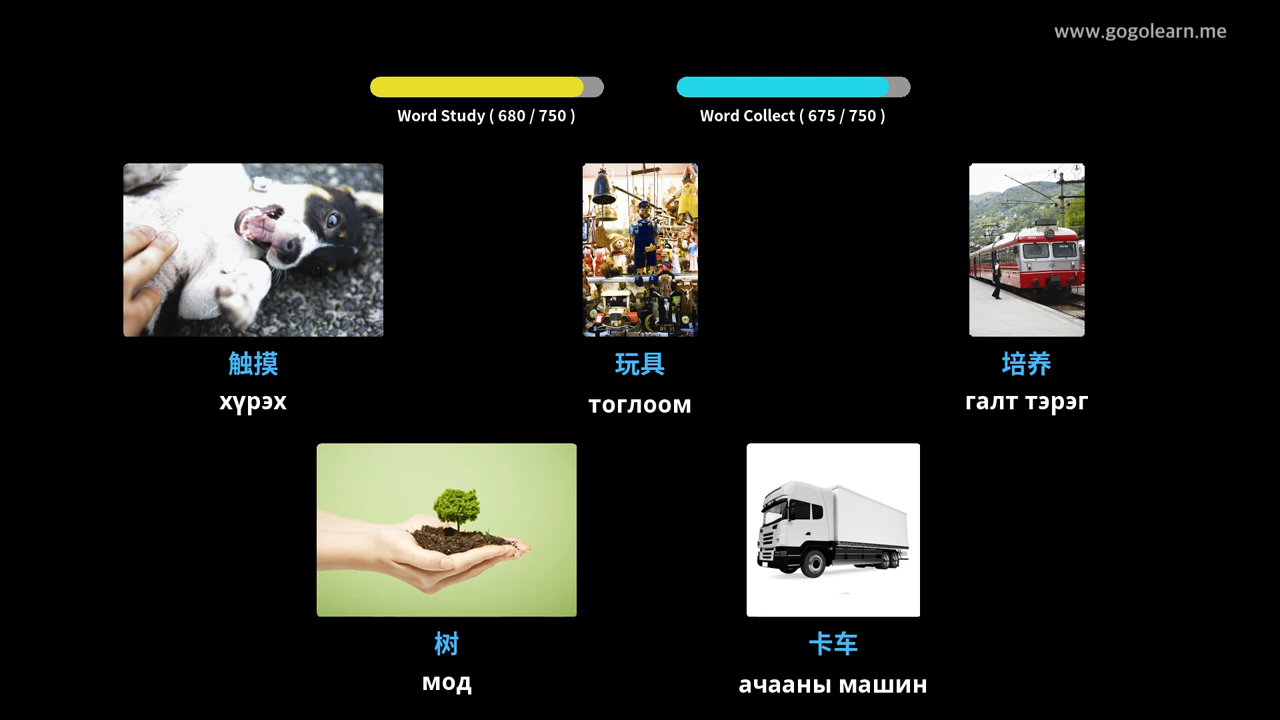 www.gogolearn.me
Word Study ( 680 / 750 )
Word Collect ( 675 / 750 )
触摸
хүрэх
玩具
тоглоом
培养
галт тэрэг
树
мод
卡车
ачааны машин